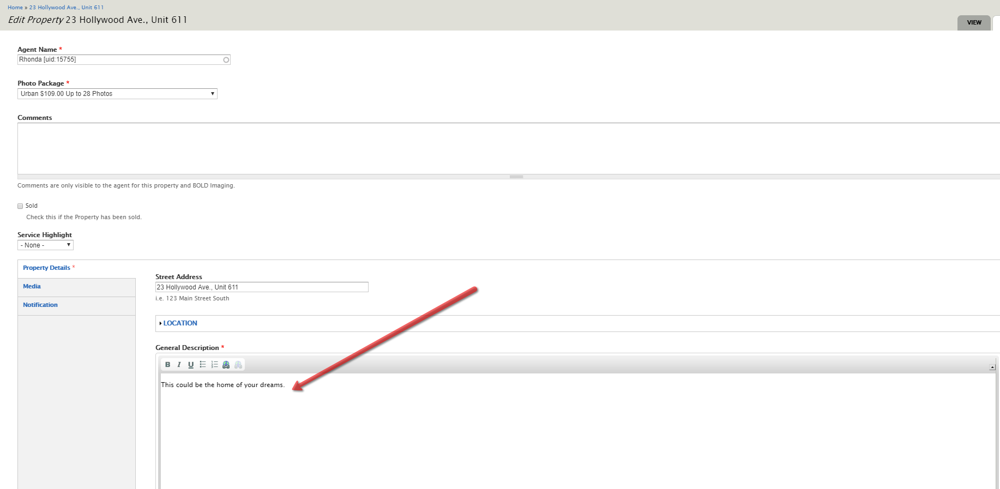 Home » 23 Hollywood Ave., Unit 611
Edit Property 23 Hollywood Ave., Unit 611
VIEW
Agent Name *
Rhonda [uid:15755]
Photo Package *
Urban $109.00 Up to 28 Photos
Comments
Comments are only visible to the agent for this property and BOLD Imaging.
Sold
Check this if the Property has been sold.
Service Highlight
- None -
Property Details *
Media
Notification
Street Address
23 Hollywood Ave., Unit 611
i.e. 123 Main Street South
LOCATION
General Description *
B I U
This could be the home of your dreams.